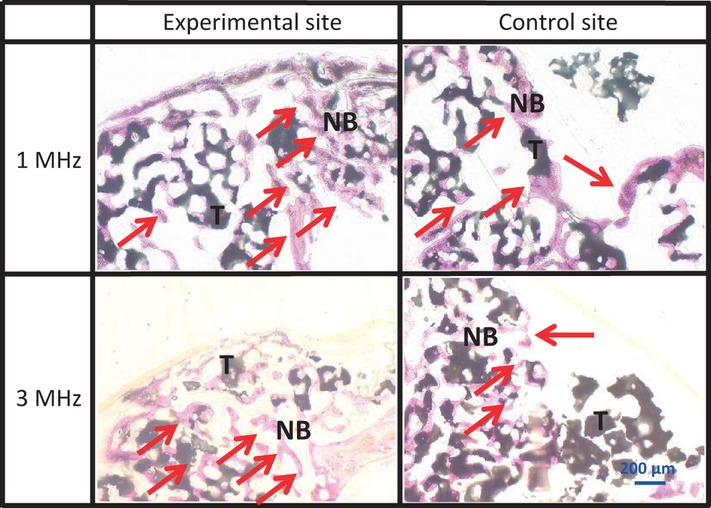 Experimental site
Control site
1 MHz
NB
T
NB
T
3 MHz
T
NB
NB
T
200 μm